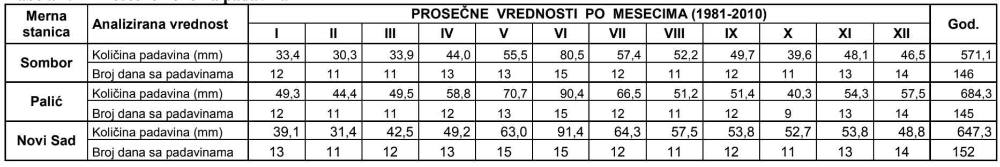 Merna stanica Analizirana vrednost PROSEČNE VREDNOSTI PO MESECIMA (1981-2010) God.
I II III IV V VI VII VIII IX X XI XII
Sombor Količina padavina (mm) 33,4 30,3 33,9 44,0 55,5 80,5 57,4 52,2 49,7 39,6 48,1 46,5 571,1
Broj dana sa padavinama 12 11 11 13 13 15 12 11 12 11 13 14 146
Palić Količina padavina (mm) 49,3 44,4 49,5 58,8 70,7 90,4 66,5 51,2 51,4 40,3 54,3 57,5 684,3
Broj dana sa padavinama 12 11 11 12 13 15 12 11 12 9 13 14 145
Novi Sad Količina padavina (mm) 39,1 31,4 42,5 49,2 63,0 91,4 64,3 57,5 53,8 52,7 53,8 48,8 647,3
Broj dana sa padavinama 13 11 12 13 15 15 12 11 12 11 13 14 152